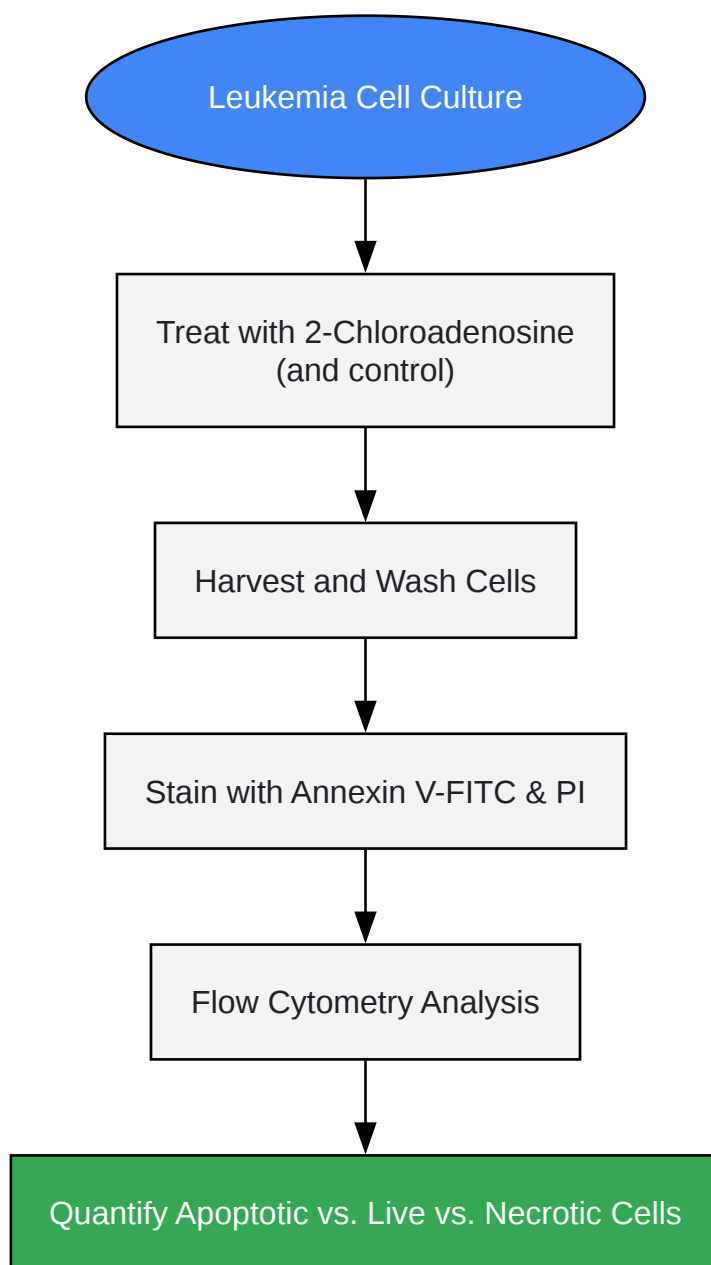 Leukemia Cell Culture
Treat with 2-Chloroadenosine
(and control)
Harvest and Wash Cells
Stain with Annexin V-FITC & PI
Flow Cytometry Analysis
Quantify Apoptotic vs. Live vs. Necrotic Cells